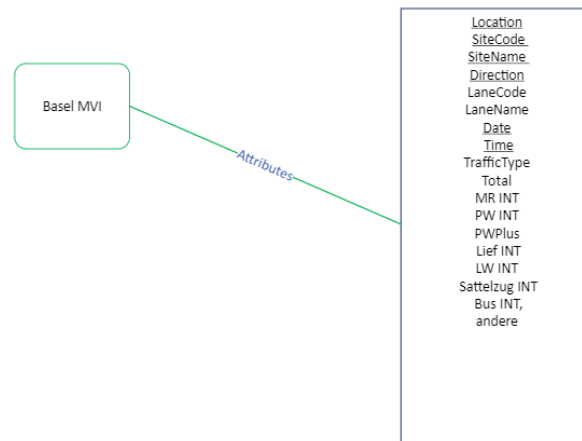 Basel MVI
Attributes
Location
SiteCode
SiteName
Direction
LaneCode
LaneName
Date
Time
TrafficType
Total
MR INT
PW INT
PWPlus
Lief INT
LW INT
Sattelzug INT
Bus INT,
andere